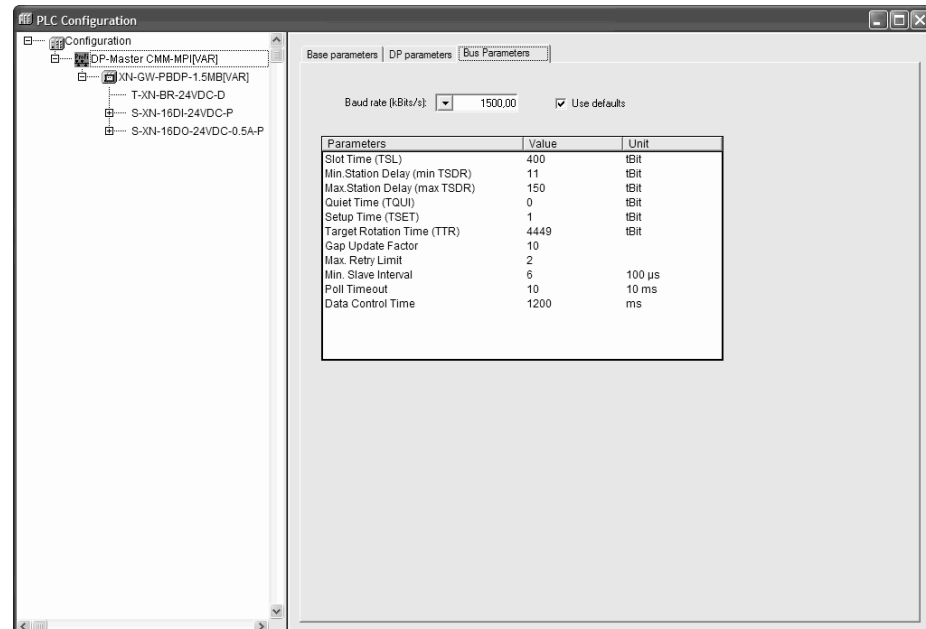 PLC Configuration
Configuration
DP-Master CMM-MPI[VAR]
XN-GW-PBDP-1.5MB[VAR]
T-XN-BR-24VDC-D
S-XN-16DI-24VDC-P
S-XN-16DO-24VDC-0.5A-P
Base parameters DP parameters Bus Parameters
Baud rate (kBits/s): 1500,00 Use defaults
Parameters Value Unit
Slot Time (TSL) 400 tBit
Min.Station Delay (min TSDR) 11 tBit
Max.Station Delay (max TSDR) 150 tBit
Quiet Time (TQUI) 0 tBit
Setup Time (TSET) 1 tBit
Target Rotation Time (TTR) 4449 tBit
Gap Update Factor 10
Max. Retry Limit 2
Min. Slave Interval 6 100 µs
Poll Timeout 10 10 ms
Data Control Time 1200 ms